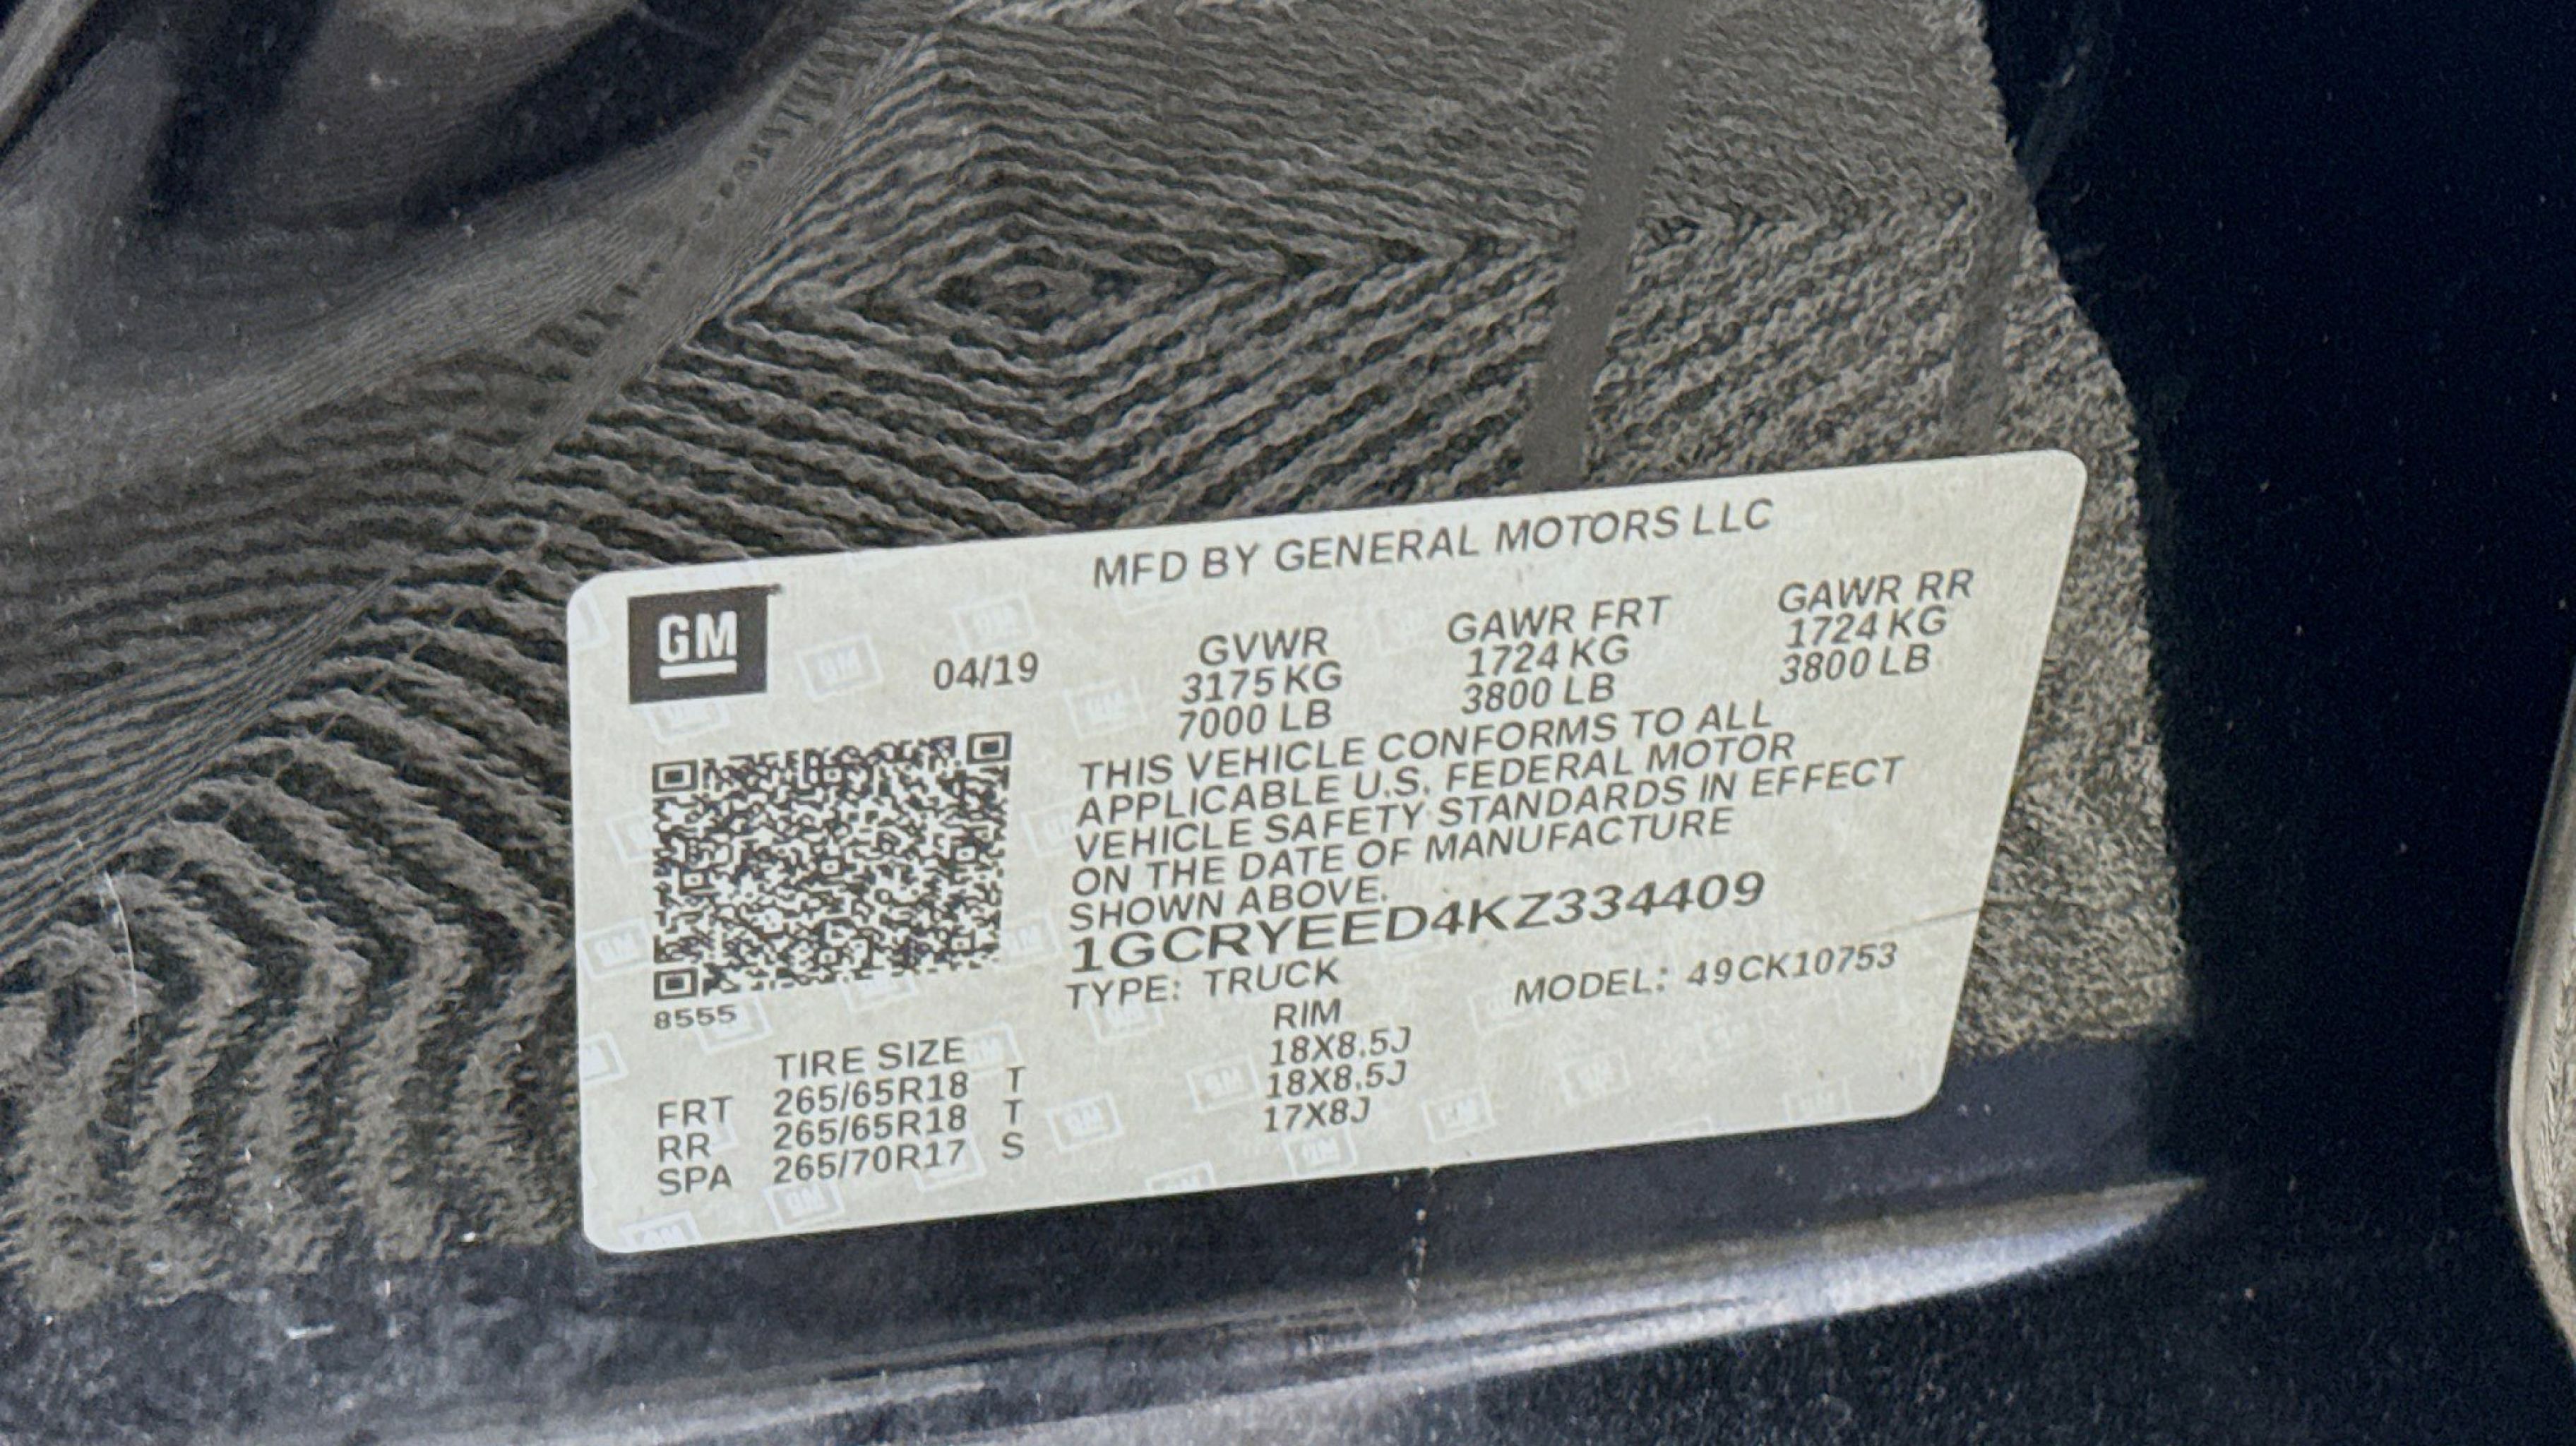 MFD BY GENERAL MOTORS LLC
GM
04/19
GVWR GAWR FRT GAWR RR
3175 KG 1724 KG 1724 KG
7000 LB 3800 LB 3800 LB
THIS VEHICLE CONFORMS TO ALL
APPLICABLE U.S. FEDERAL MOTOR
VEHICLE SAFETY STANDARDS IN EFFECT
ON THE DATE OF MANUFACTURE
SHOWN ABOVE.
1GCRYEED4KZ334409
TYPE: TRUCK MODEL: 49CK10753
8555
TIRE SIZE RIM
FRT 265/65R18 T 18X8.5J
RR 265/65R18 T 18X8.5J
SPA 265/70R17 S 17X8J